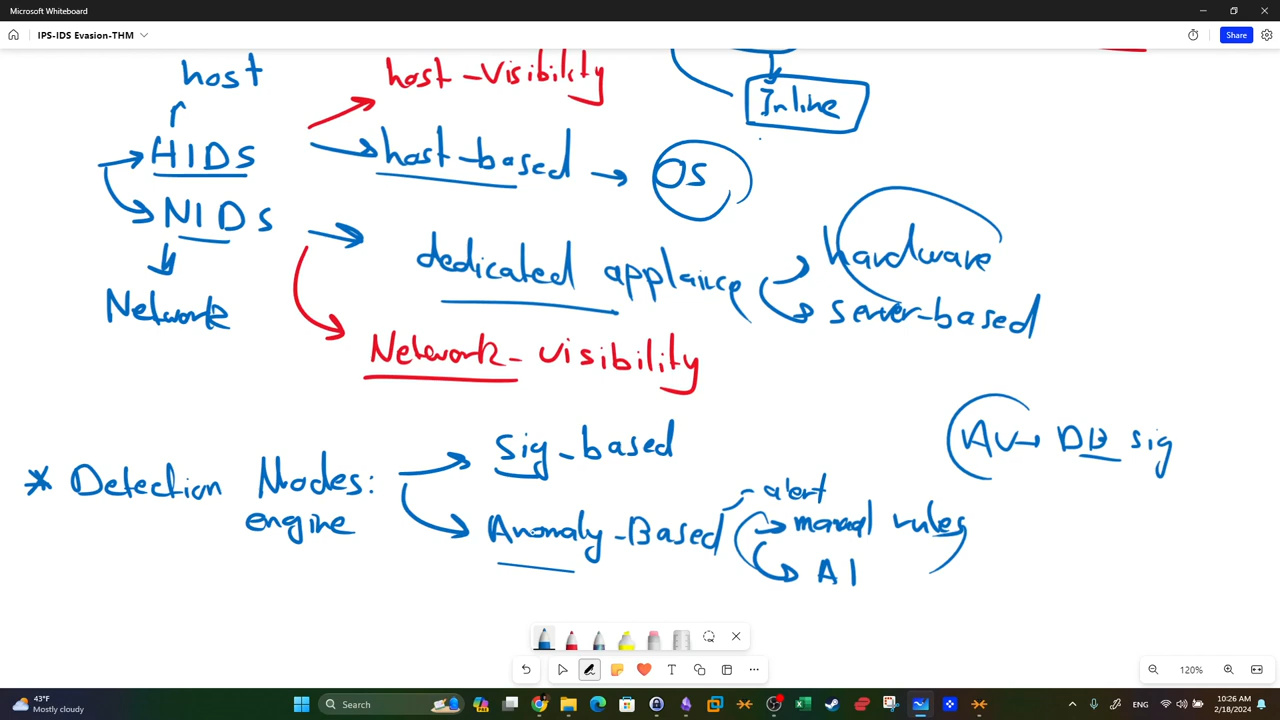 Microsoft Whiteboard
IPS-IDS Evasion-THM
Share
host
host-Visibility
Inline
HIDS
host-based
OS
NIDS
dedicated applaince
hardware
server-based
Network
Network-visibility
* Detection Modes:
engine
Sig-based
AV → DB sig
Anomaly-Based
alert
manual rules
AI
120%
43°F
Mostly cloudy
Search
ENG
10:26 AM
2/18/2024